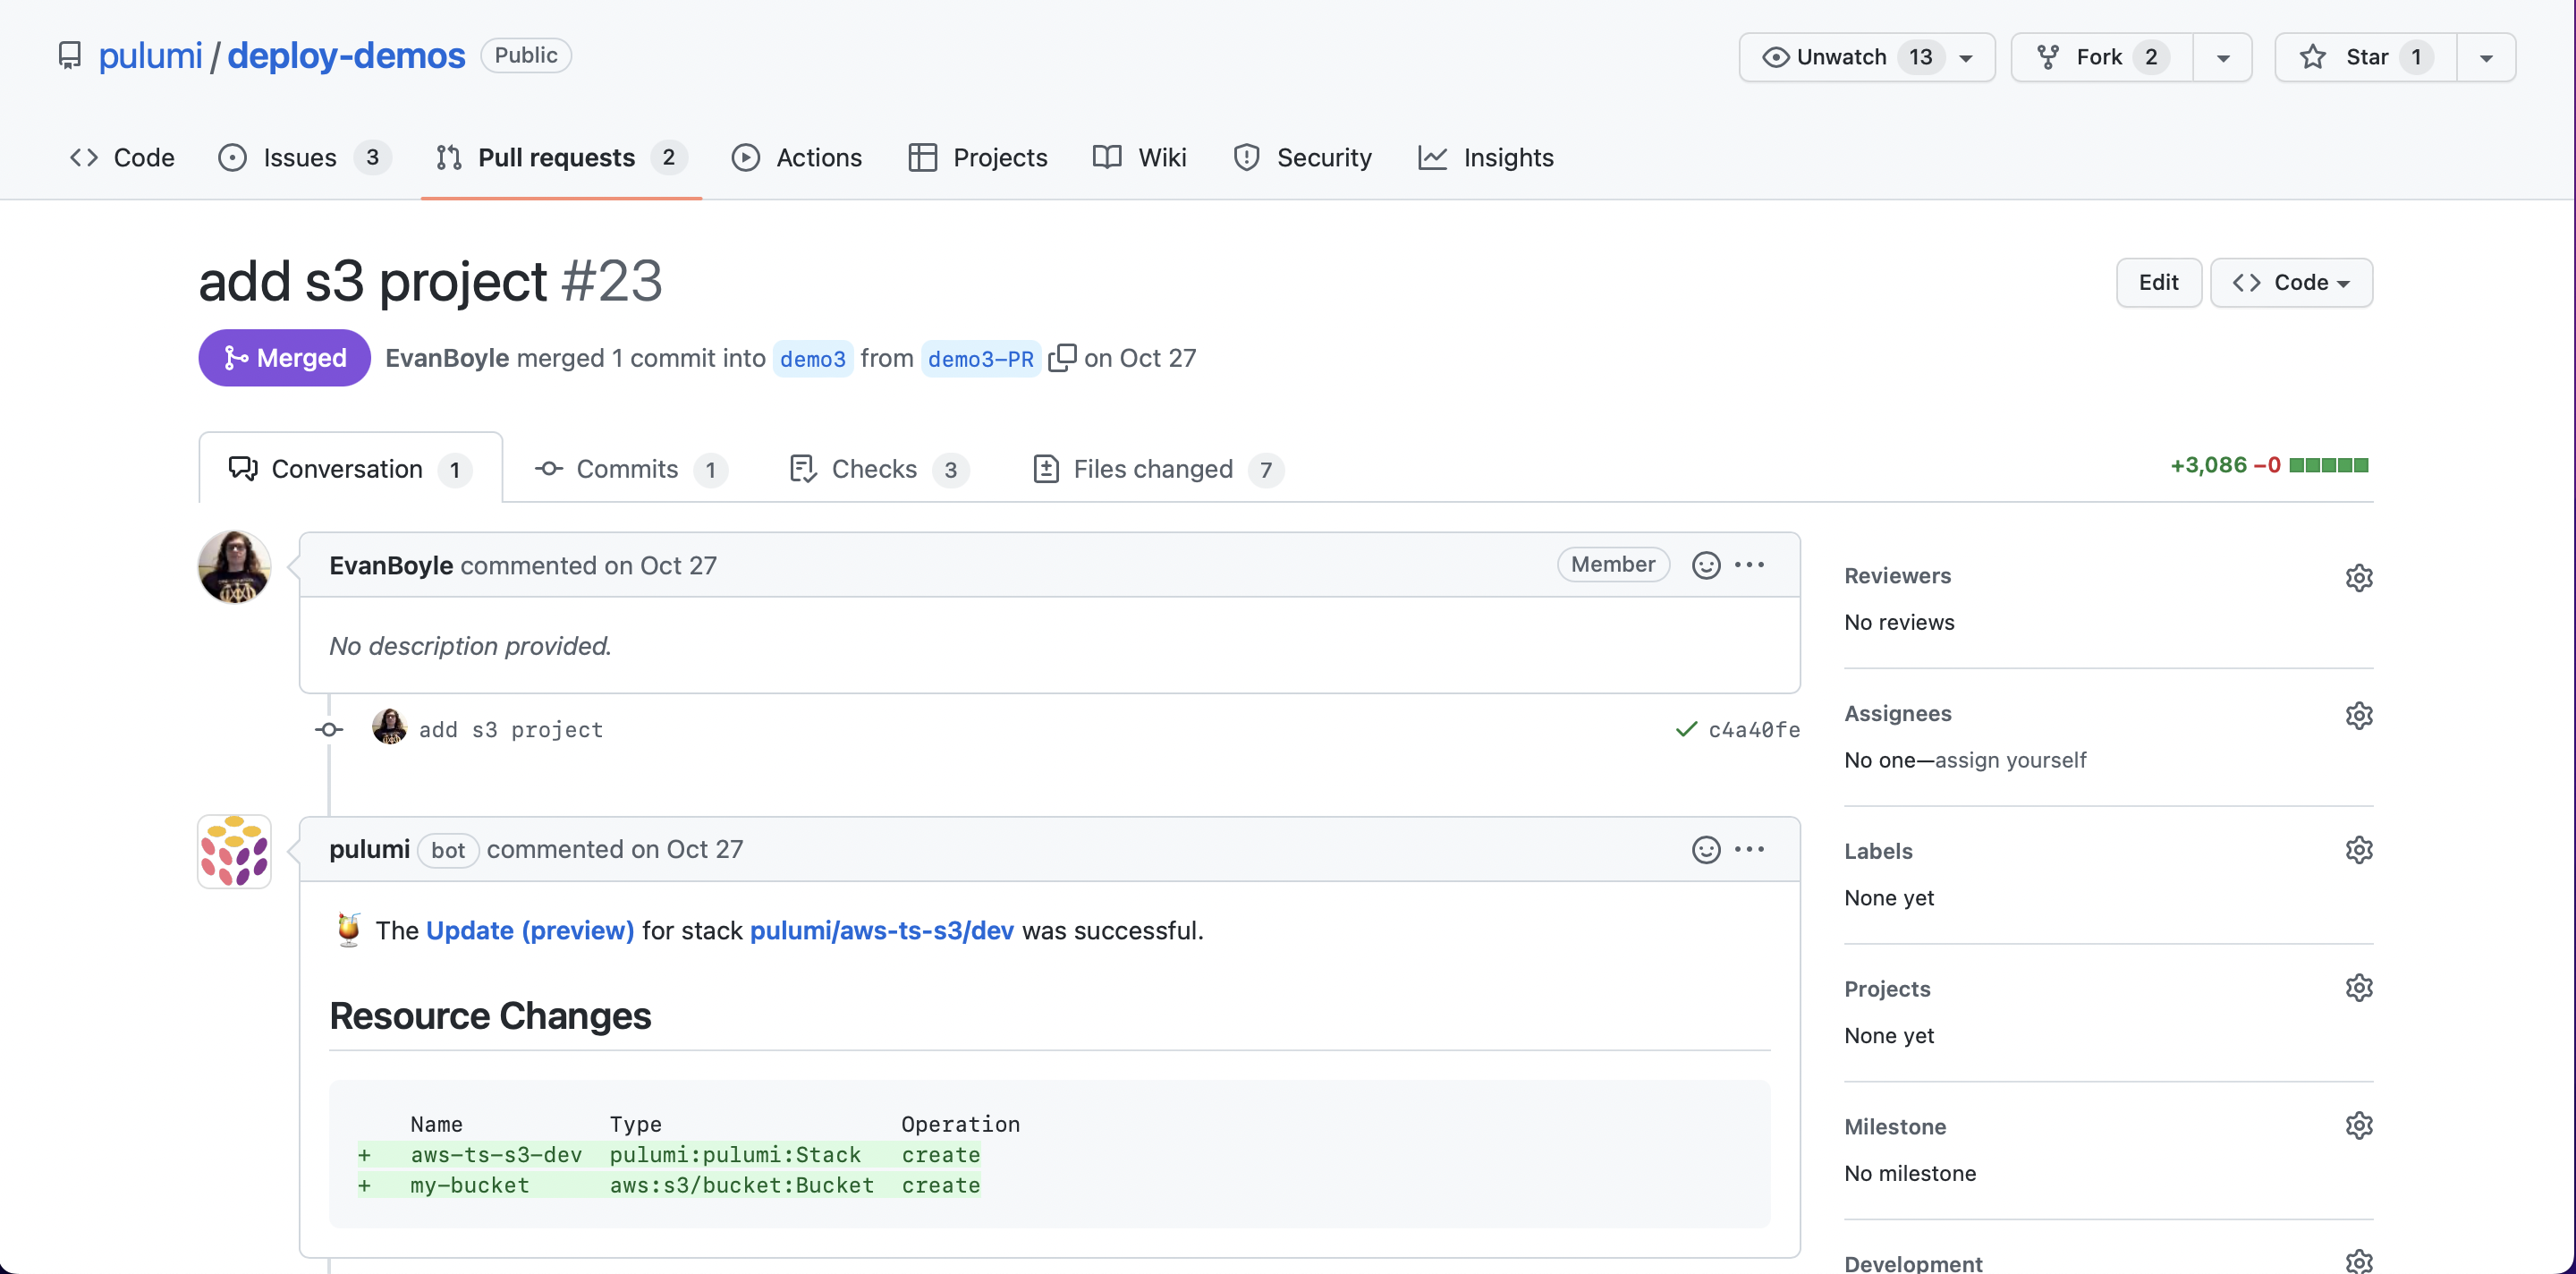 pulumi / deploy-demos Public
Unwatch 13 Fork 2 Star 1
Code Issues 3 Pull requests 2 Actions Projects Wiki Security Insights
add s3 project #23
Edit Code
Merged EvanBoyle merged 1 commit into demo3 from demo3-PR on Oct 27
Conversation 1 Commits 1 Checks 3 Files changed 7
+3,086 −0
EvanBoyle commented on Oct 27 Member
No description provided.
add s3 project c4a40fe
pulumi bot commented on Oct 27
The Update (preview) for stack pulumi/aws-ts-s3/dev was successful.
Resource Changes
Name Type Operation
+ aws-ts-s3-dev pulumi:pulumi:Stack create
+ my-bucket aws:s3/bucket:Bucket create
Reviewers
No reviews
Assignees
No one—assign yourself
Labels
None yet
Projects
None yet
Milestone
No milestone
Development